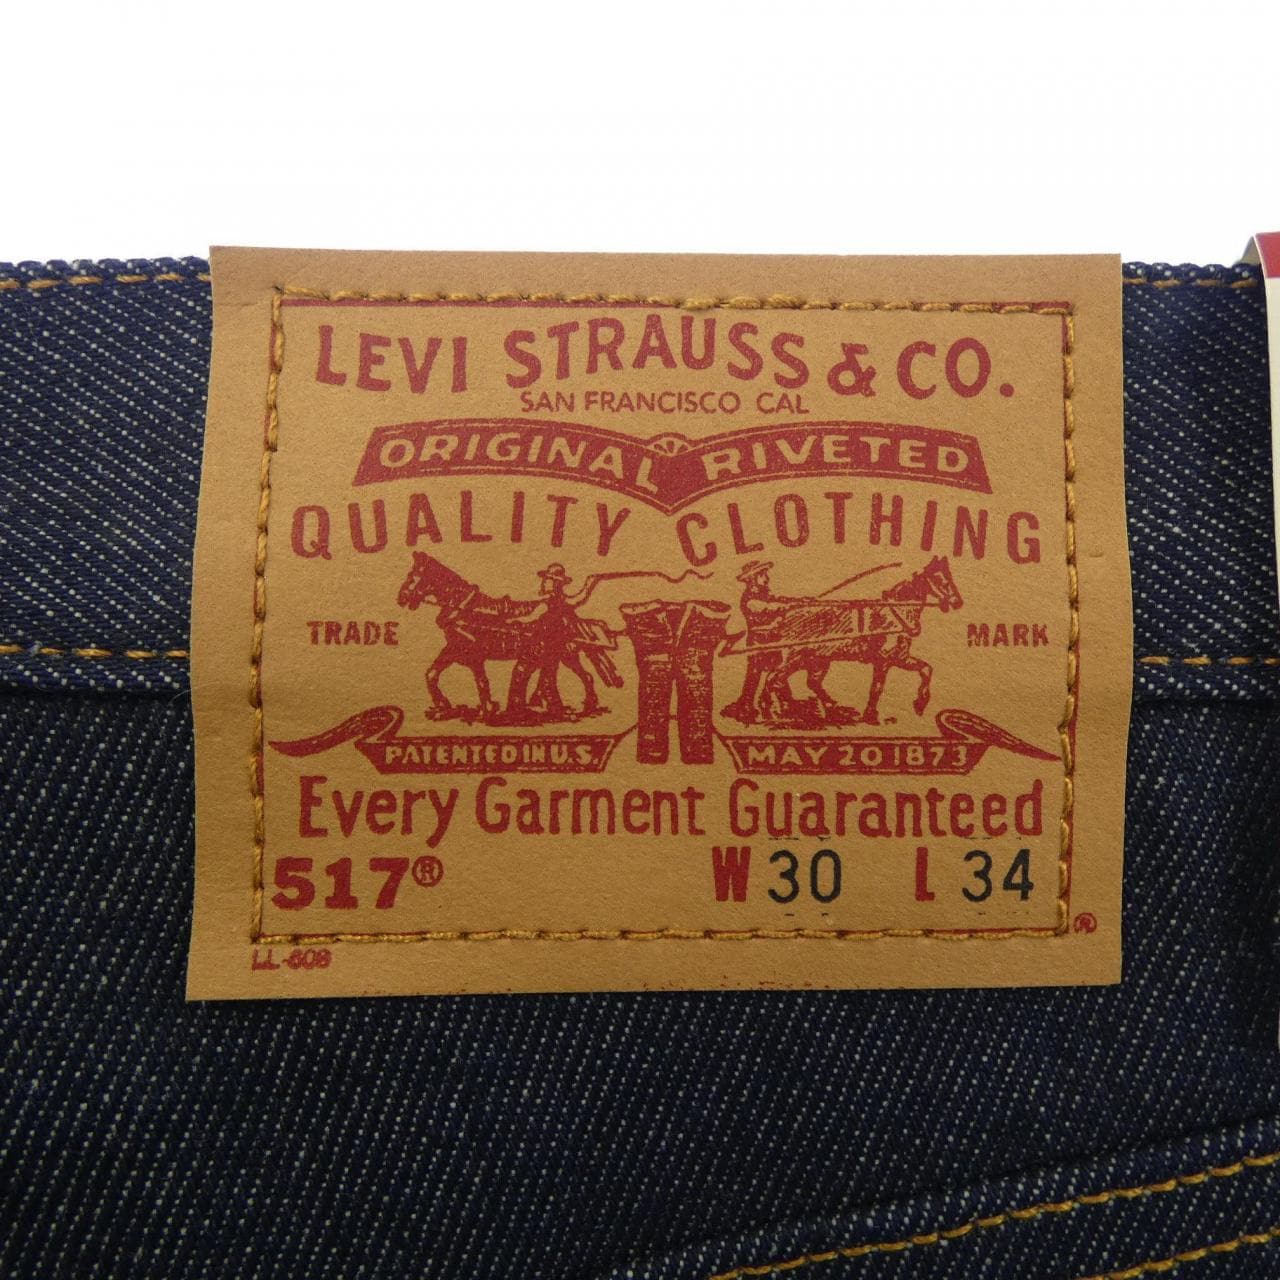 LEVI STRAUSS & CO.
SAN FRANCISCO CAL
ORIGINAL RIVETED
QUALITY CLOTHING
TRADE MARK
PATENTED IN U.S. MAY 20 1873
Every Garment Guaranteed
517® W 30 L 34
®
LL-608